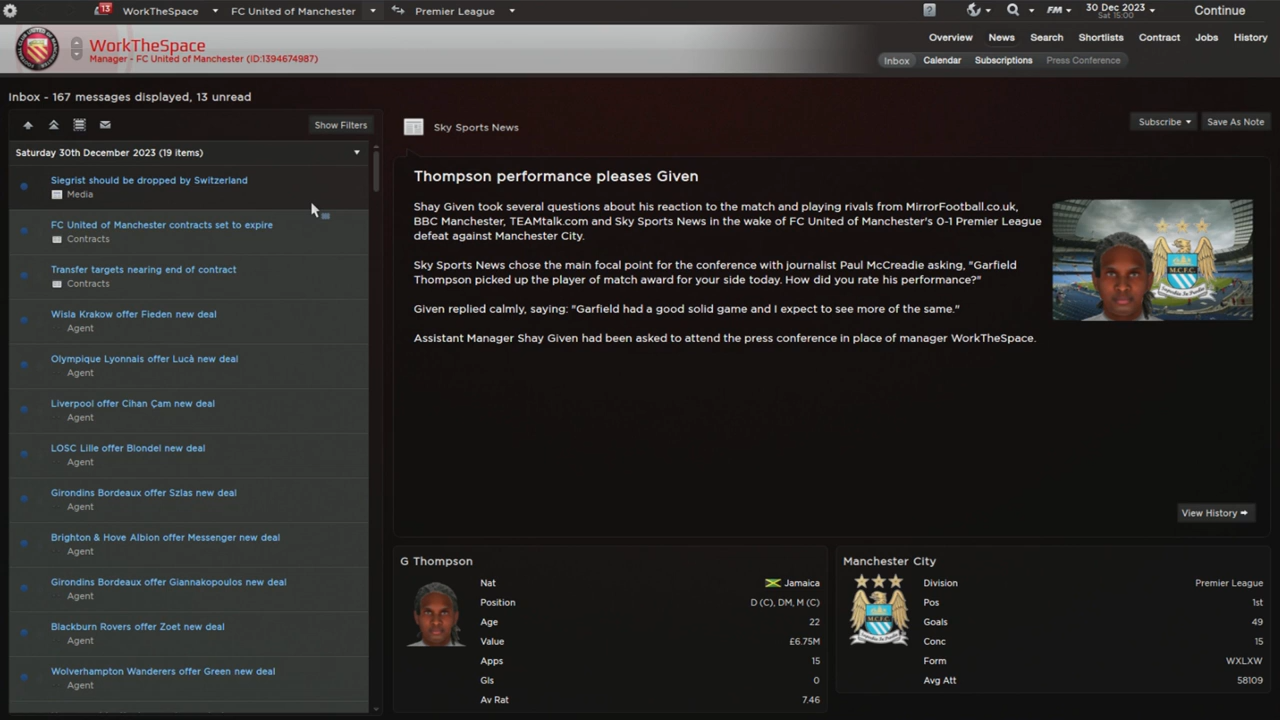 13 WorkTheSpace FC United of Manchester Premier League
FM 30 Dec 2023 Continue
Sat 15:00
WorkTheSpace
Manager - FC United of Manchester (ID:1394674987)
Overview News Search Shortlists Contract Jobs History
Inbox Calendar Subscriptions Press Conference
Inbox - 167 messages displayed, 13 unread
Show Filters
Saturday 30th December 2023 (19 items)
Siegrist should be dropped by Switzerland
Media
FC United of Manchester contracts set to expire
Contracts
Transfer targets nearing end of contract
Contracts
Wisla Krakow offer Fieden new deal
Agent
Olympique Lyonnais offer Lucà new deal
Agent
Liverpool offer Cihan Çam new deal
Agent
LOSC Lille offer Blondel new deal
Agent
Girondins Bordeaux offer Szlas new deal
Agent
Brighton & Hove Albion offer Messenger new deal
Agent
Girondins Bordeaux offer Giannakopoulos new deal
Agent
Blackburn Rovers offer Zoet new deal
Agent
Wolverhampton Wanderers offer Green new deal
Agent
Sky Sports News
Subscribe Save As Note
Thompson performance pleases Given
Shay Given took several questions about his reaction to the match and playing rivals from MirrorFootball.co.uk,
BBC Manchester, TEAMtalk.com and Sky Sports News in the wake of FC United of Manchester's 0-1 Premier League
defeat against Manchester City.
Sky Sports News chose the main focal point for the conference with journalist Paul McCreadie asking, "Garfield
Thompson picked up the player of match award for your side today. How did you rate his performance?"
Given replied calmly, saying: "Garfield had a good solid game and I expect to see more of the same."
Assistant Manager Shay Given had been asked to attend the press conference in place of manager WorkTheSpace.
M.C.F.C.
View History
G Thompson
Nat Jamaica
Position D (C), DM, M (C)
Age 22
Value £6.75M
Apps 15
Gls 0
Av Rat 7.46
Manchester City
M.C.F.C.
Division Premier League
Pos 1st
Goals 49
Conc 15
Form WXLXW
Avg Att 58109